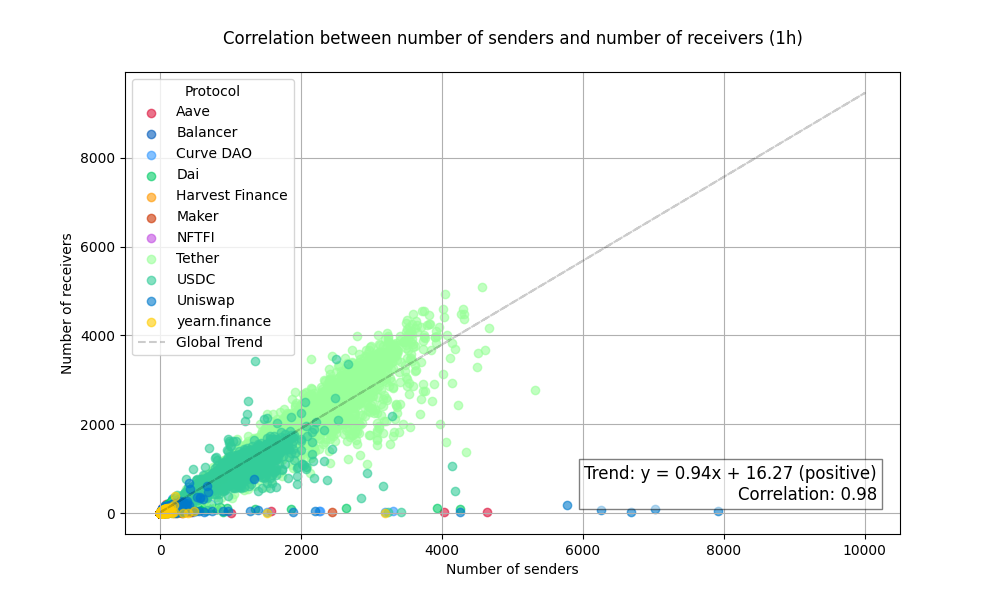 Correlation between number of senders and number of receivers (1h)
Protocol
Aave
Balancer
Curve DAO
Dai
Harvest Finance
Maker
NFTFI
Tether
USDC
Uniswap
yearn.finance
Global Trend
8000
6000
4000
2000
0
Number of receivers
Trend: y = 0.94x + 16.27 (positive)
Correlation: 0.98
0 2000 4000 6000 8000 10000
Number of senders